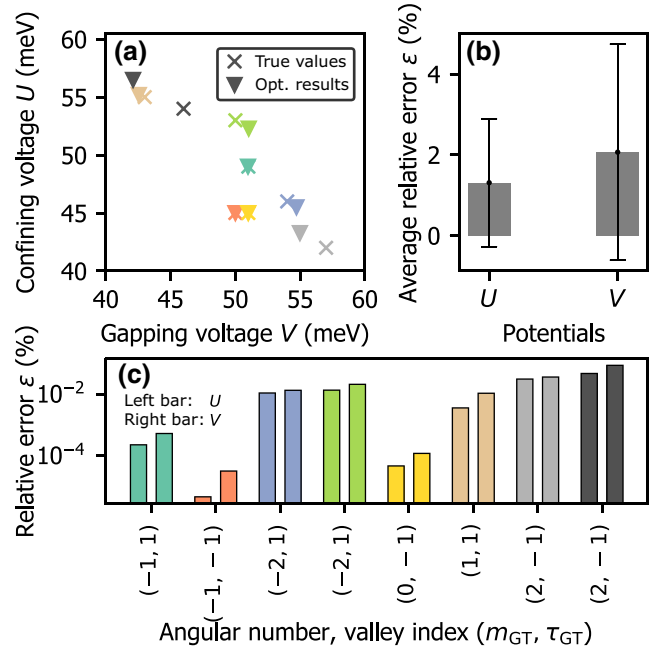 (a)
True values
Opt. results
Confining voltage U (meV)
60
55
50
45
40
40 45 50 55 60
Gapping voltage V (meV)
(b)
Average relative error ε (%)
4
2
0
U V
Potentials
(c)
Left bar: U
Right bar: V
Relative error ε (%)
10⁻²
10⁻⁴
(−1, 1)
(−1, −1)
(−2, 1)
(−2, 1)
(0, −1)
(1, 1)
(2, −1)
(2, −1)
Angular number, valley index (m_GT, τ_GT)